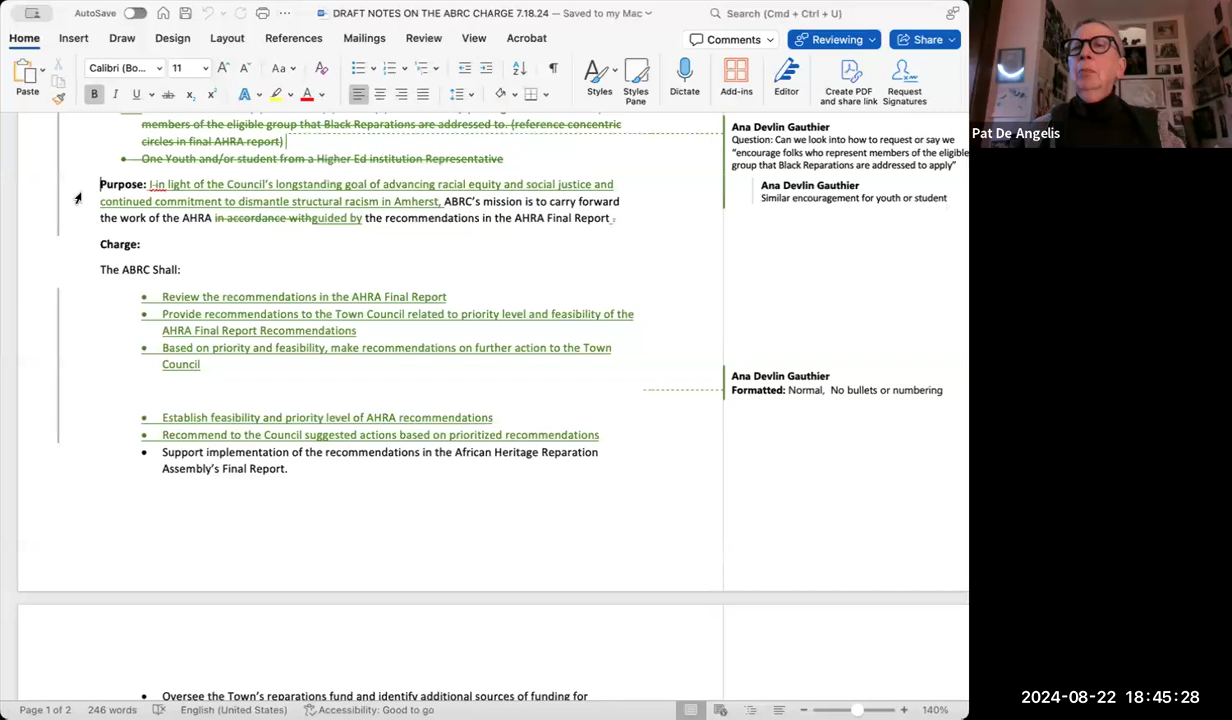 AutoSave
DRAFT NOTES ON THE ABRC CHARGE 7.18.24 — Saved to my Mac
Search (Cmd + Ctrl + U)
Home Insert Draw Design Layout References Mailings Review View Acrobat
Comments Reviewing Share
Paste
Calibri (Bo... 11
Styles
Styles Pane
Dictate
Add-ins
Editor
Create PDF and share link
Request Signatures
members of the eligible group that Black Reparations are addressed to. (reference concentric
circles in final AHRA report)
• One Youth and/or student from a Higher Ed institution Representative
Purpose: I in light of the Council's longstanding goal of advancing racial equity and social justice and
continued commitment to dismantle structural racism in Amherst, ABRC's mission is to carry forward
the work of the AHRA in accordance withguided by the recommendations in the AHRA Final Report .
Charge:
The ABRC Shall:
• Review the recommendations in the AHRA Final Report
• Provide recommendations to the Town Council related to priority level and feasibility of the
AHRA Final Report Recommendations
• Based on priority and feasibility, make recommendations on further action to the Town
Council
• Establish feasibility and priority level of AHRA recommendations
• Recommend to the Council suggested actions based on prioritized recommendations
• Support implementation of the recommendations in the African Heritage Reparation
Assembly's Final Report.
• Oversee the Town's reparations fund and identify additional sources of funding for
Ana Devlin Gauthier
Question: Can we look into how to request or say we
"encourage folks who represent members of the eligible
group that Black Reparations are addressed to apply"
Ana Devlin Gauthier
Similar encouragement for youth or student
Ana Devlin Gauthier
Formatted: Normal, No bullets or numbering
Page 1 of 2 246 words English (United States) Accessibility: Good to go 140%
Pat De Angelis
2024-08-22 18:45:28